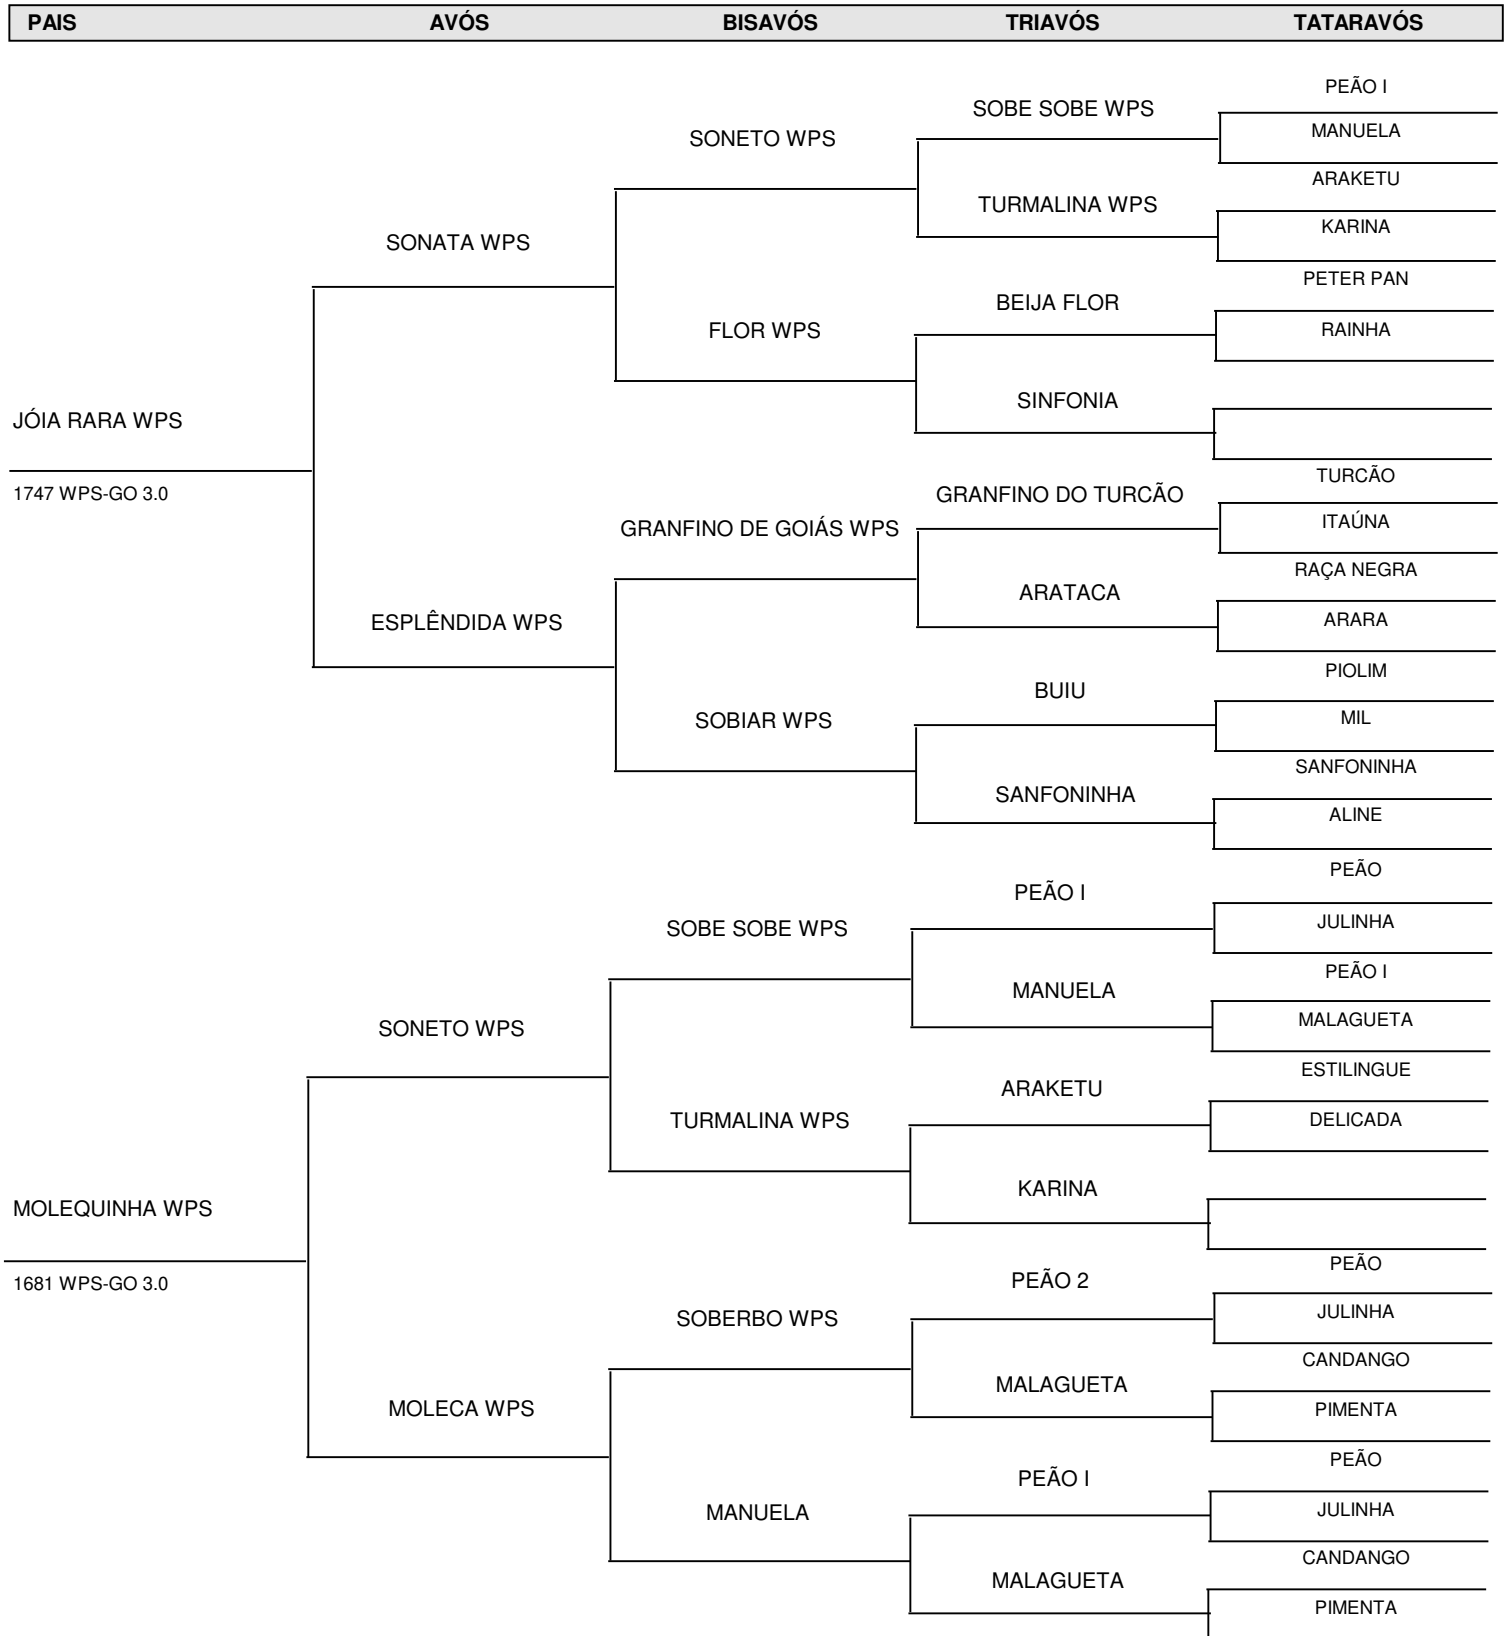 PAIS AVÓS BISAVÓS TRIAVÓS TATARAVÓS
PEÃO I
SOBE SOBE WPS
MANUELA
SONETO WPS
ARAKETU
TURMALINA WPS
KARINA
SONATA WPS
PETER PAN
BEIJA FLOR
RAINHA
FLOR WPS
SINFONIA
JÓIA RARA WPS
1747 WPS-GO 3.0
TURCÃO
GRANFINO DO TURCÃO
ITAÚNA
GRANFINO DE GOIÁS WPS
RAÇA NEGRA
ARATACA
ARARA
ESPLÊNDIDA WPS
PIOLIM
BUIU
MIL
SOBIAR WPS
SANFONINHA
SANFONINHA
ALINE
PEÃO
PEÃO I
JULINHA
SOBE SOBE WPS
PEÃO I
MANUELA
MALAGUETA
SONETO WPS
ESTILINGUE
ARAKETU
DELICADA
TURMALINA WPS
KARINA
MOLEQUINHA WPS
1681 WPS-GO 3.0
PEÃO
PEÃO 2
JULINHA
SOBERBO WPS
CANDANGO
MALAGUETA
PIMENTA
MOLECA WPS
PEÃO
PEÃO I
JULINHA
MANUELA
CANDANGO
MALAGUETA
PIMENTA